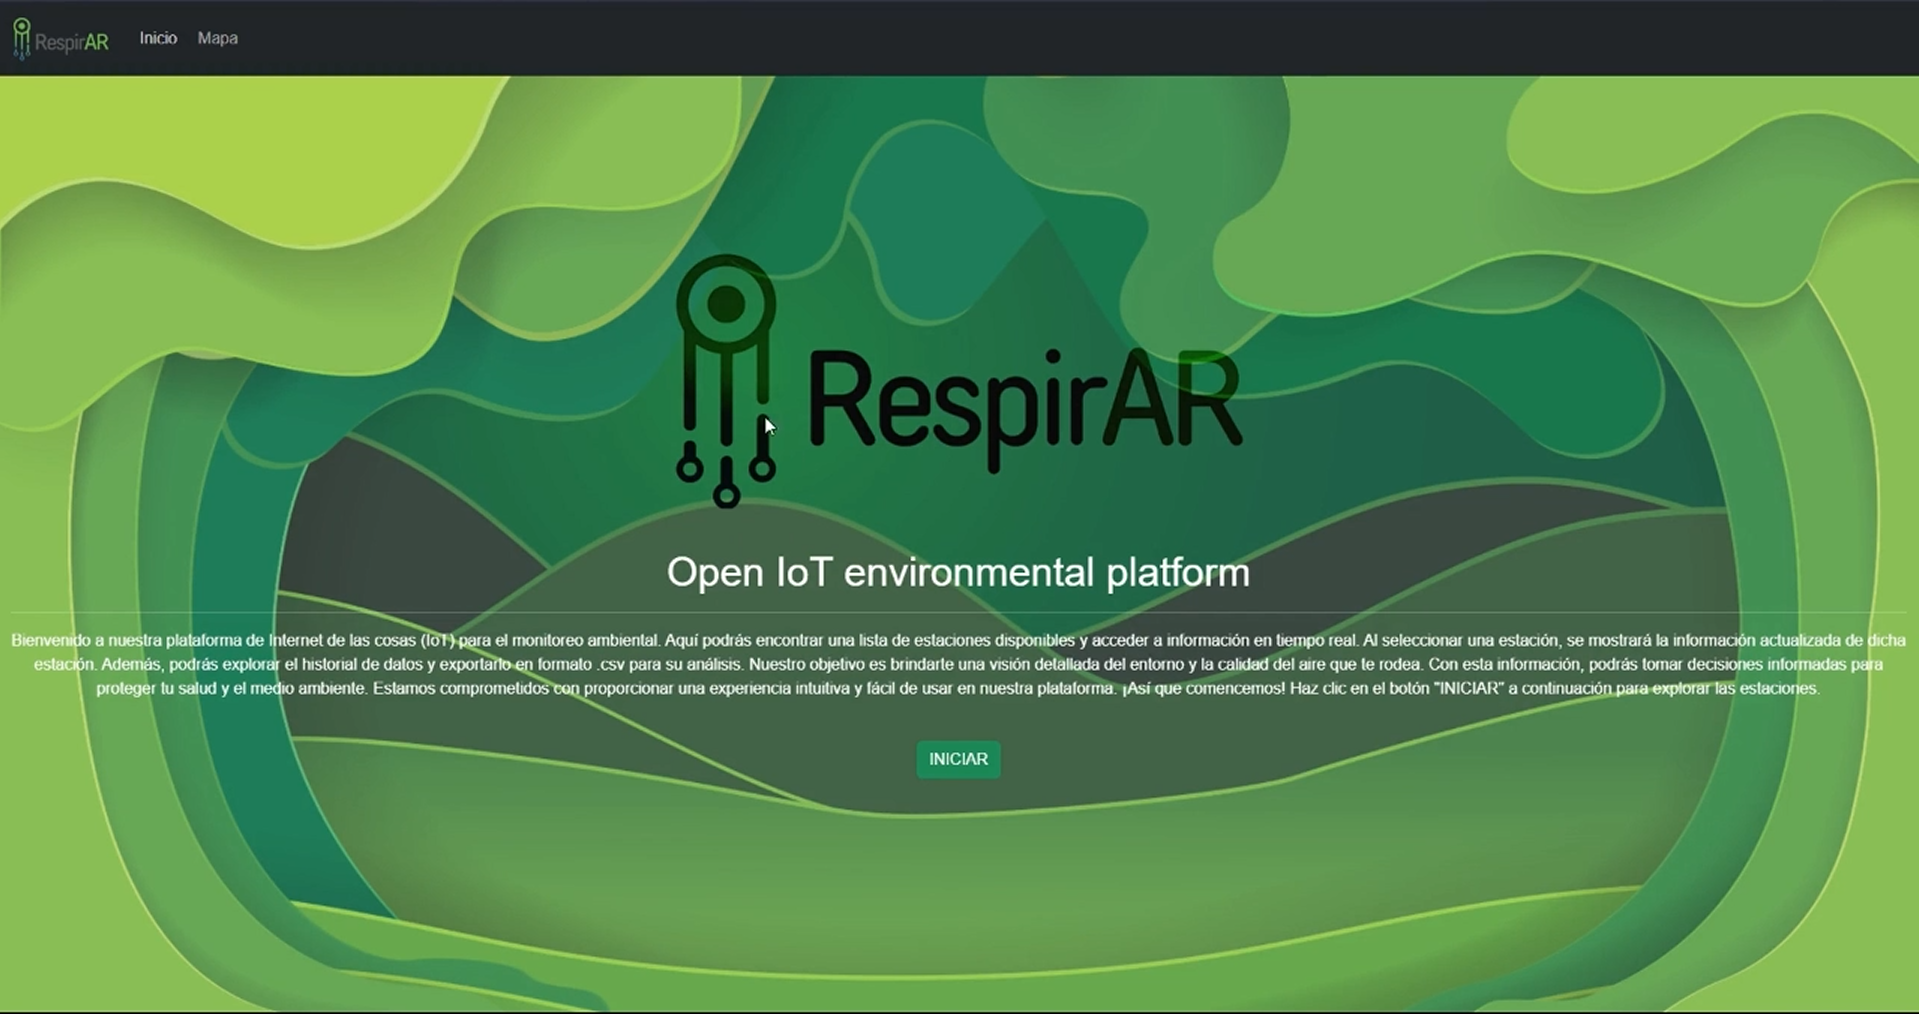 RespirAR
Inicio
Mapa
RespirAR
Open IoT environmental platform
Bienvenido a nuestra plataforma de Internet de las cosas (IoT) para el monitoreo ambiental. Aquí podrás encontrar una lista de estaciones disponibles y acceder a información en tiempo real. Al seleccionar una estación, se mostrará la información actualizada de dicha
estación. Además, podrás explorar el historial de datos y exportarlo en formato .csv para su análisis. Nuestro objetivo es brindarte una visión detallada del entorno y la calidad del aire que te rodea. Con esta información, podrás tomar decisiones informadas para
proteger tu salud y el medio ambiente. Estamos comprometidos con proporcionar una experiencia intuitiva y fácil de usar en nuestra plataforma. ¡Así que comencemos! Haz clic en el botón "INICIAR" a continuación para explorar las estaciones.
INICIAR